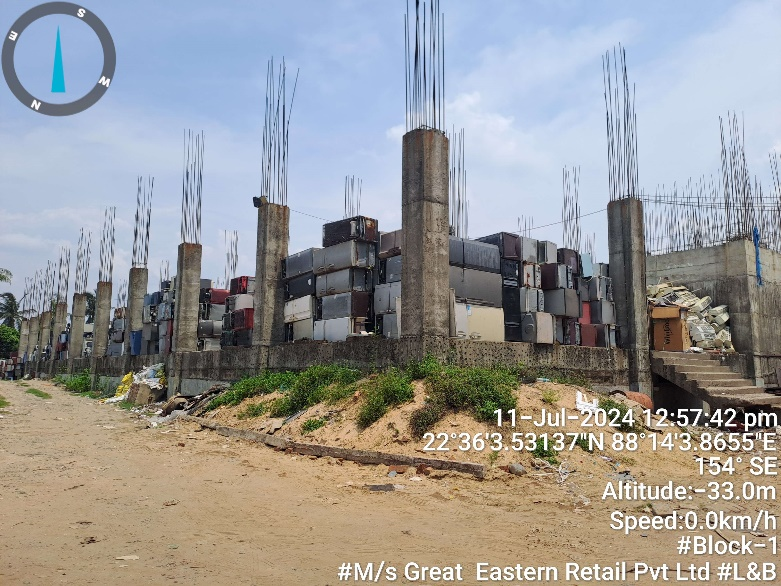 S
E
W
N
11-Jul-2024 12:57:42 pm
22°36'3.53137"N 88°14'3.8655"E
154° SE
Altitude:-33.0m
Speed:0.0km/h
#Block-1
#M/s Great Eastern Retail Pvt Ltd #L&B